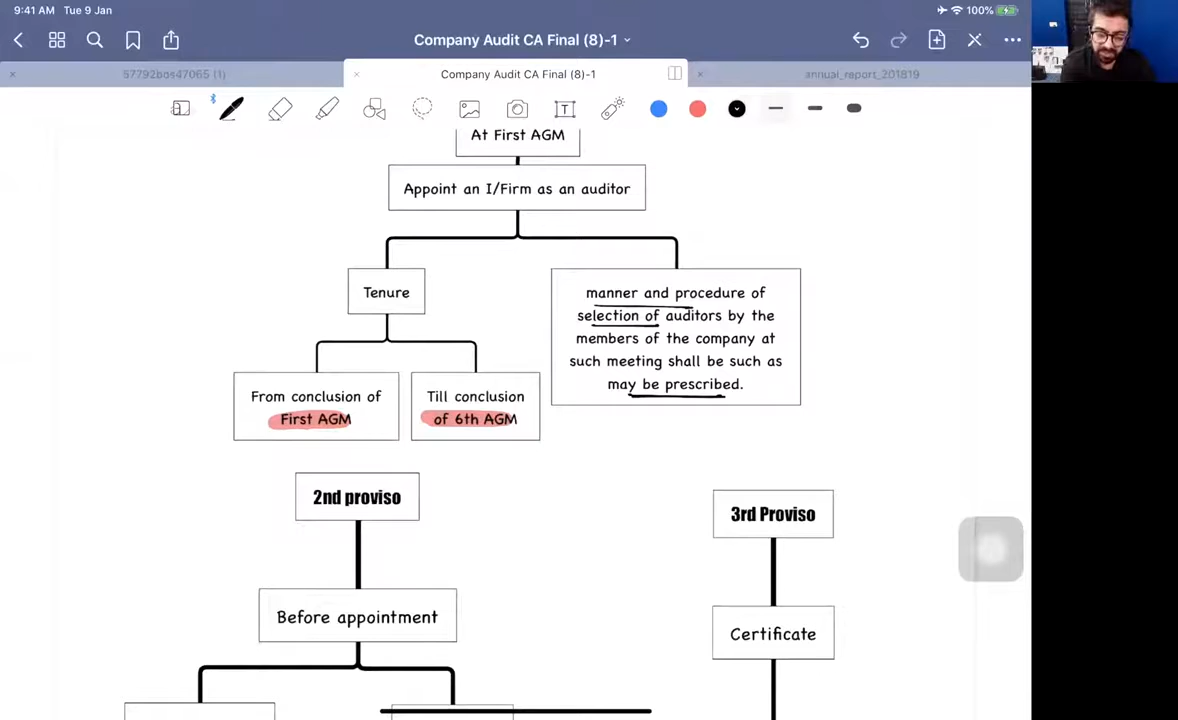 9:41 AM Tue 9 Jan
100%
Company Audit CA Final (8)-1
57792bos47065 (1)
Company Audit CA Final (8)-1
annual_report_201819
At First AGM
Appoint an I/Firm as an auditor
Tenure
manner and procedure of
selection of auditors by the
members of the company at
such meeting shall be such as
may be prescribed.
From conclusion of
First AGM
Till conclusion
of 6th AGM
2nd proviso
3rd Proviso
Before appointment
Certificate